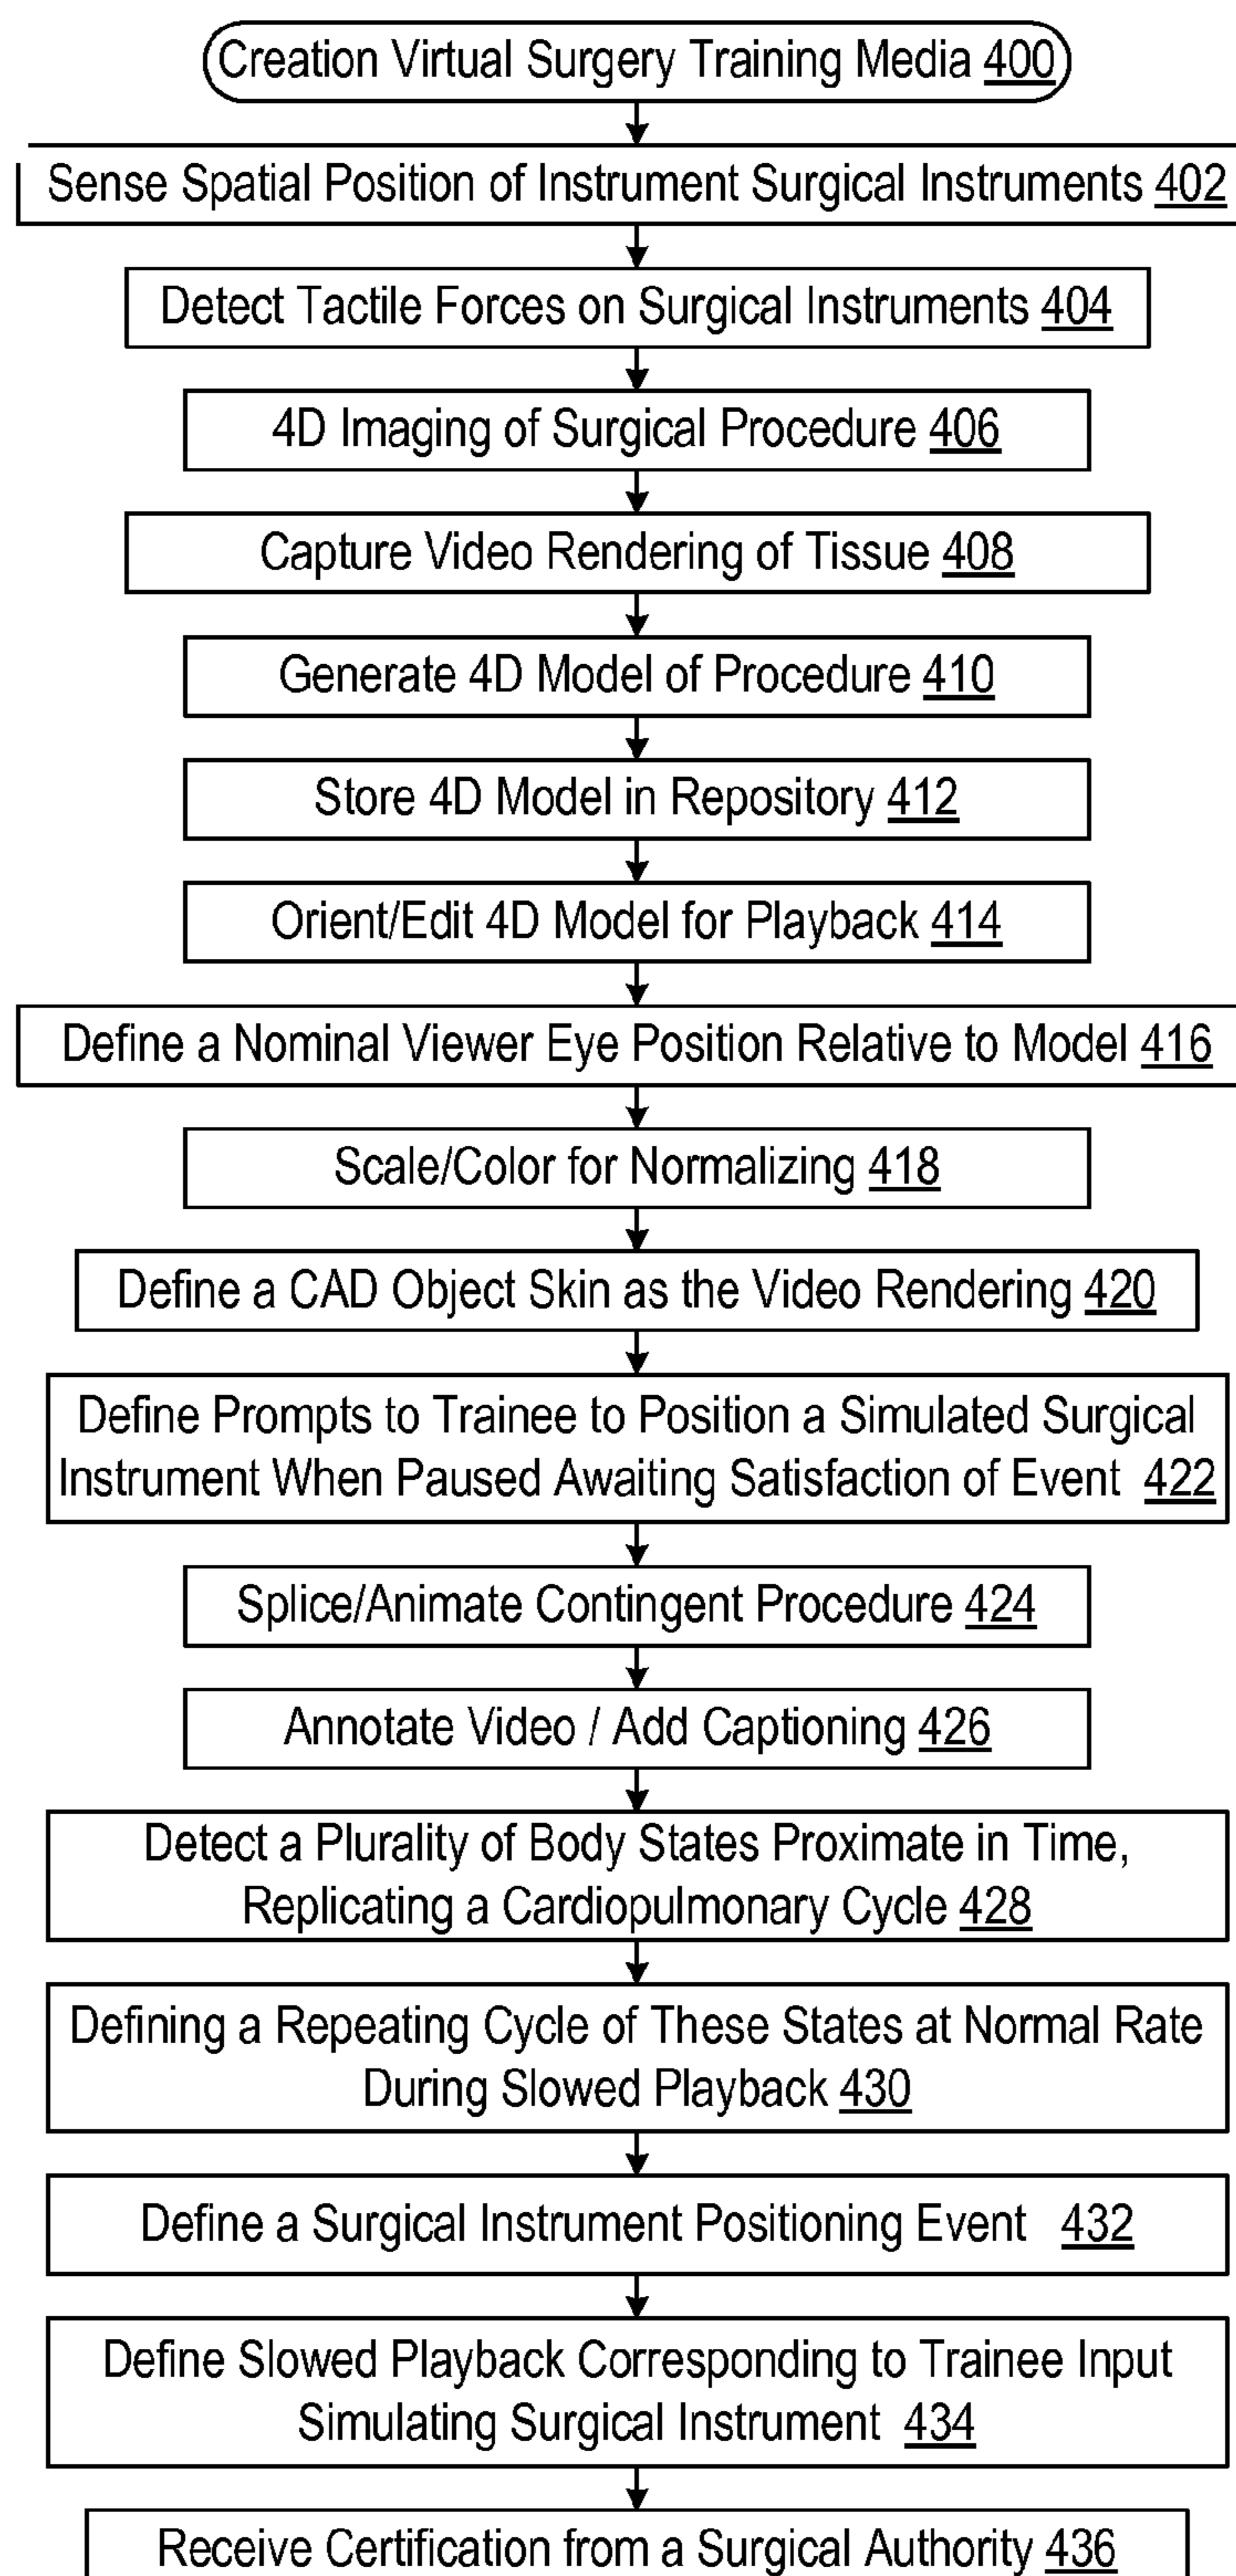 Creation Virtual Surgery Training Media 400
Sense Spatial Position of Instrument Surgical Instruments 402
Detect Tactile Forces on Surgical Instruments 404
4D Imaging of Surgical Procedure 406
Capture Video Rendering of Tissue 408
Generate 4D Model of Procedure 410
Store 4D Model in Repository 412
Orient/Edit 4D Model for Playback 414
Define a Nominal Viewer Eye Position Relative to Model 416
Scale/Color for Normalizing 418
Define a CAD Object Skin as the Video Rendering 420
Define Prompts to Trainee to Position a Simulated Surgical
Instrument When Paused Awaiting Satisfaction of Event 422
Splice/Animate Contingent Procedure 424
Annotate Video / Add Captioning 426
Detect a Plurality of Body States Proximate in Time,
Replicating a Cardiopulmonary Cycle 428
Defining a Repeating Cycle of These States at Normal Rate
During Slowed Playback 430
Define a Surgical Instrument Positioning Event 432
Define Slowed Playback Corresponding to Trainee Input
Simulating Surgical Instrument 434
Receive Certification from a Surgical Authority 436